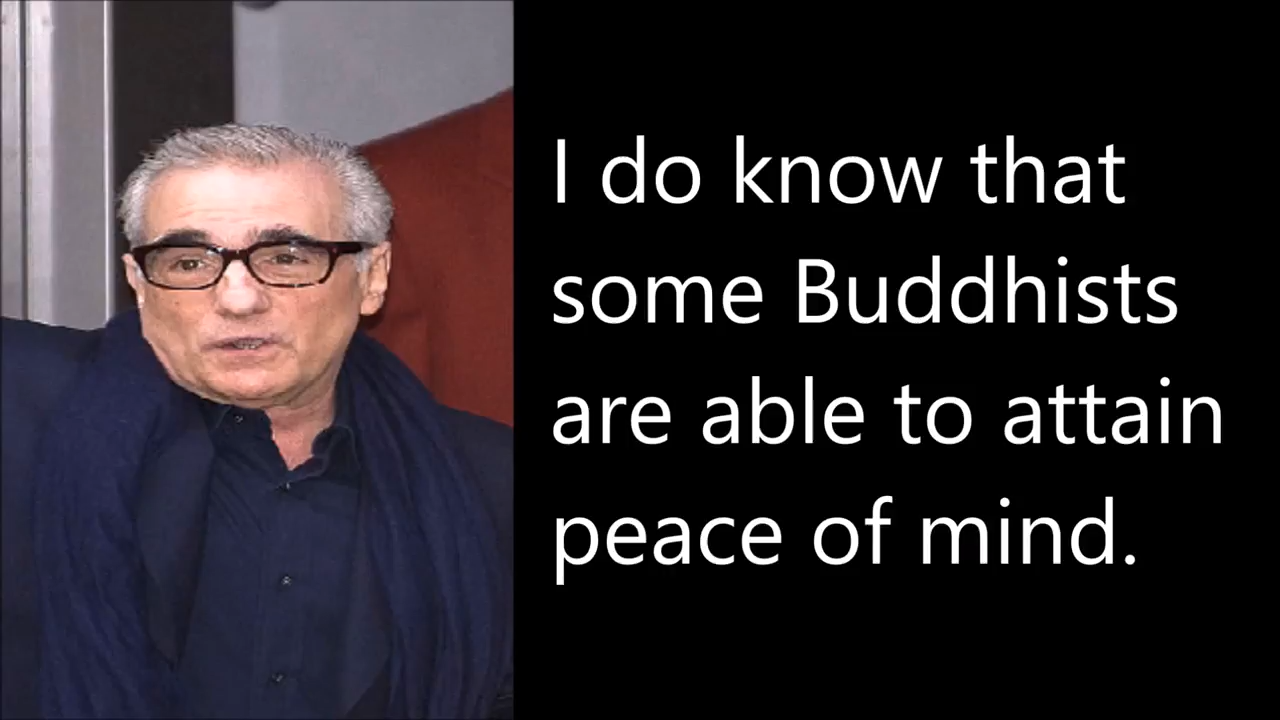 I do know that
some Buddhists
are able to attain
peace of mind.